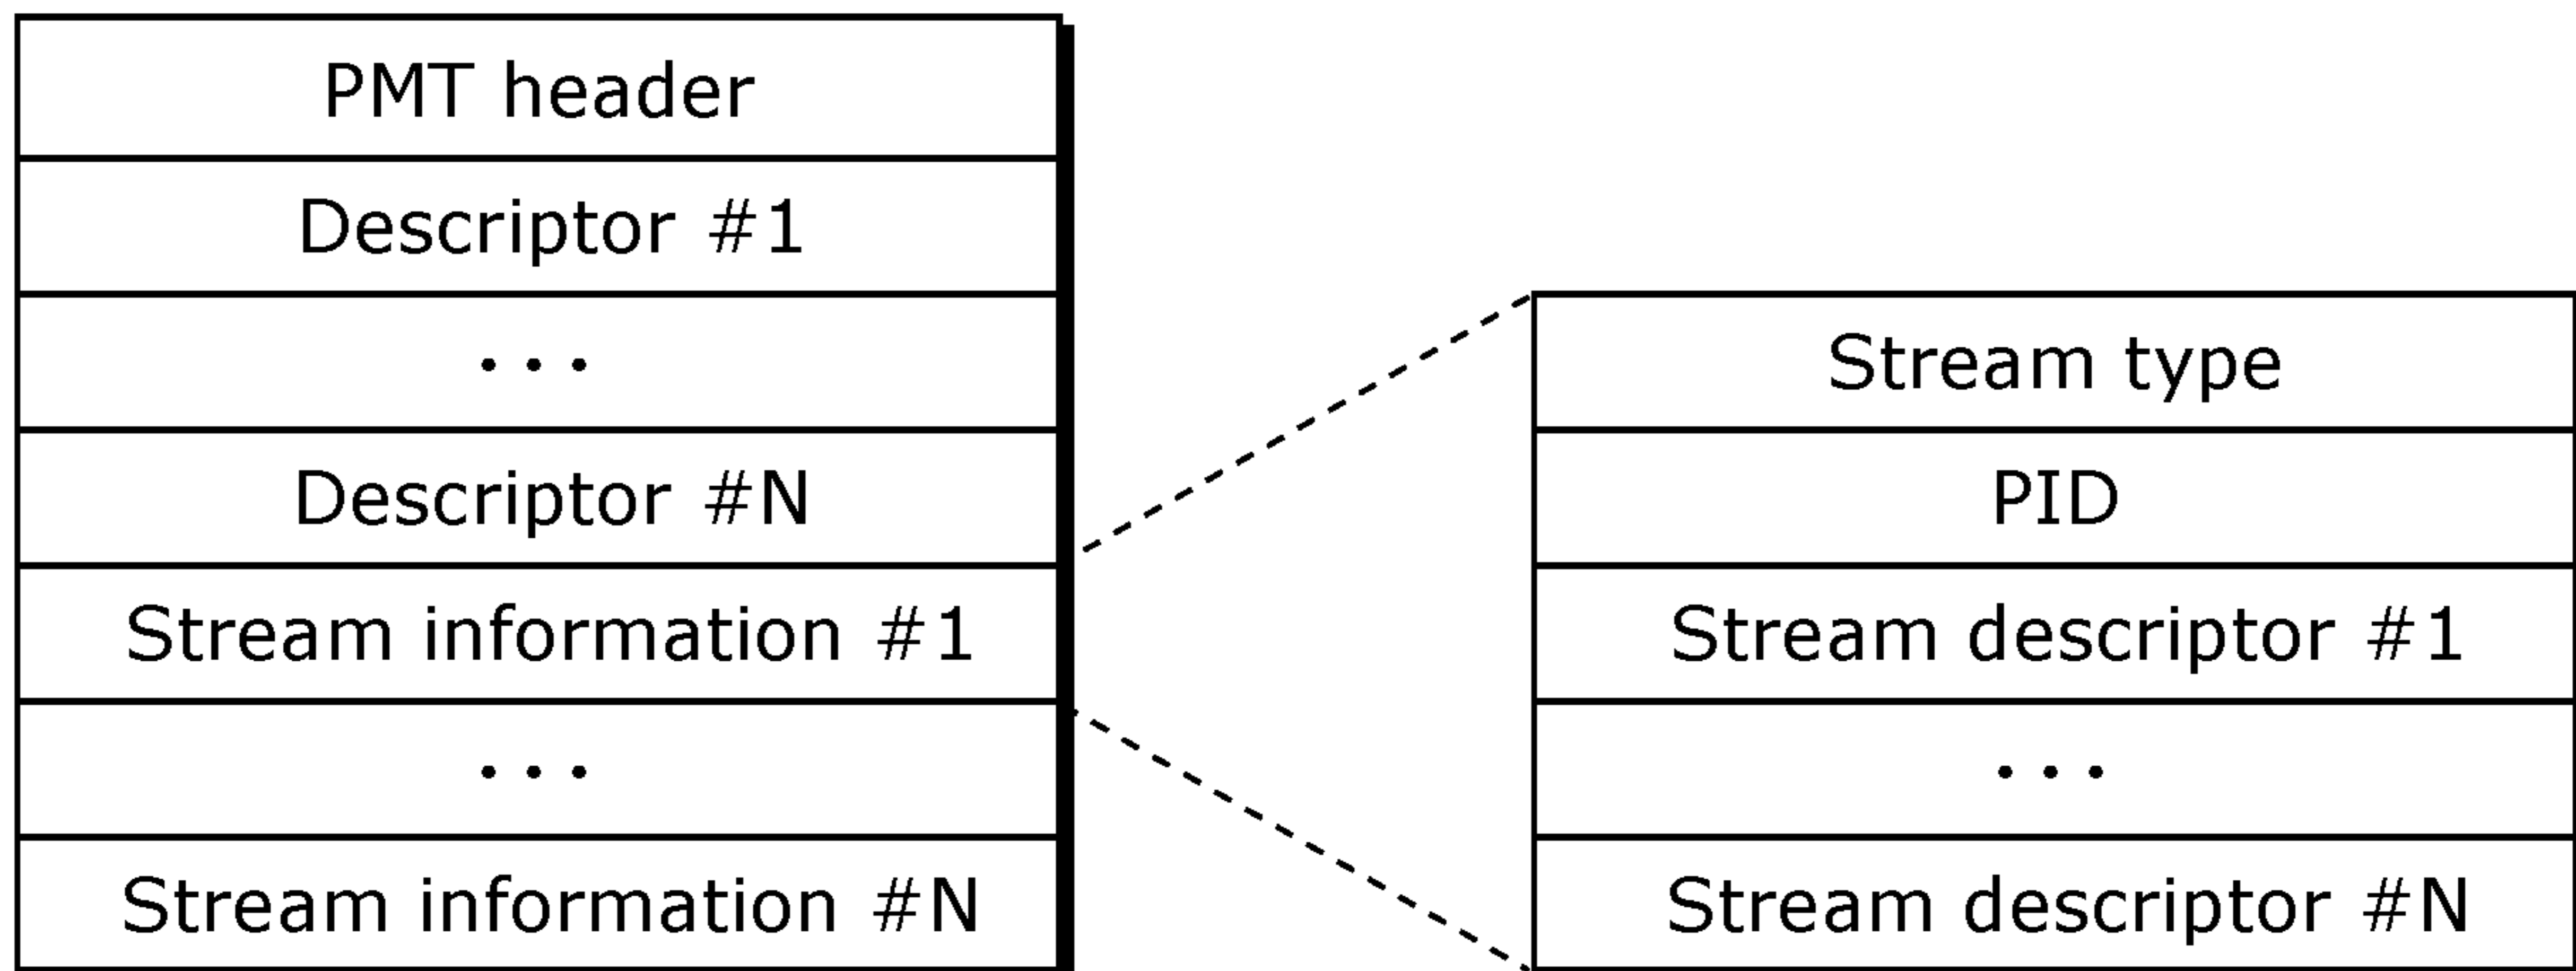 PMT header
Descriptor #1
. . .
Descriptor #N
Stream information #1
. . .
Stream information #N
Stream type
PID
Stream descriptor #1
. . .
Stream descriptor #N